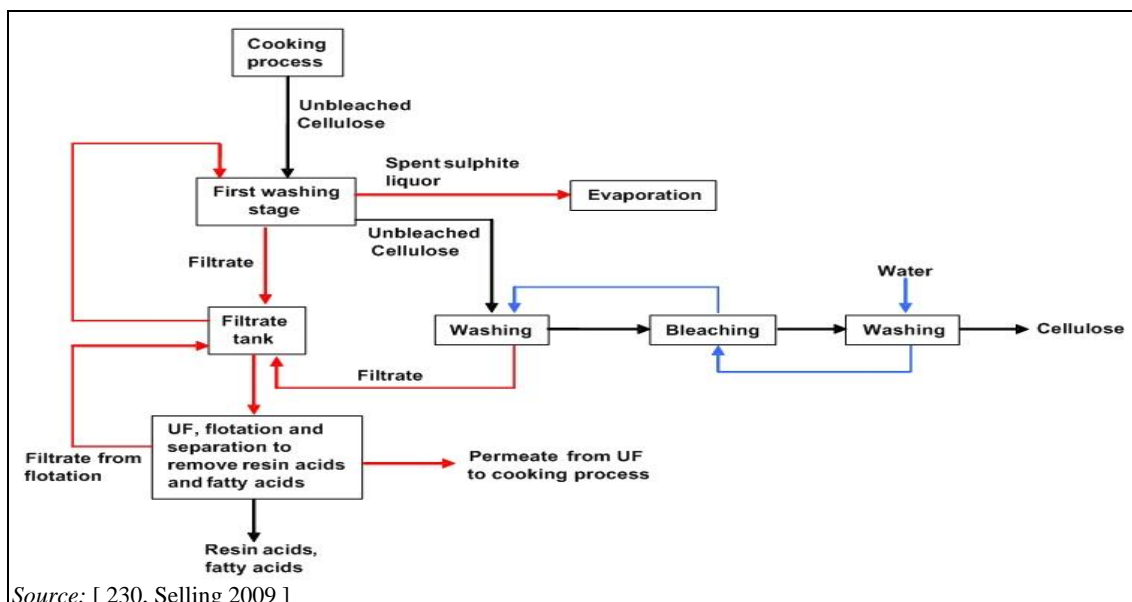 Cooking
process
Unbleached
Cellulose
Spent sulphite
liquor
First washing
stage
Evaporation
Unbleached
Cellulose
Filtrate
Water
Filtrate
tank
Washing
Bleaching
Washing
Cellulose
Filtrate
UF, flotation and
separation to
remove resin acids
and fatty acids
Filtrate from
flotation
Permeate from UF
to cooking process
Resin acids,
fatty acids
Source: [ 230, Selling 2009 ]